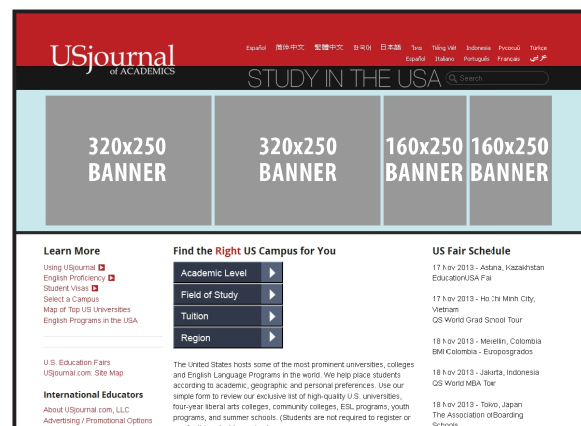 USjournal
of ACADEMICS
Español 简体中文 繁體中文 한국어 日本語 ไทย Tiếng Việt Indonesia Русский Türkçe
Español Italiano Português Français عربي
STUDY IN THE USA
Search
320x250 BANNER
320x250 BANNER
160x250 BANNER
160x250 BANNER
Learn More
Using USjournal
English Proficiency
Student Visas
Select a Campus
Map of Top US Universities
English Programs in the USA
U.S. Education Fairs
USjournal.com: Site Map
International Educators
About USjournal.com, LLC
Advertising / Promotional Options
Find the Right US Campus for You
Academic Level
Field of Study
Tuition
Region
The United States hosts some of the most prominent universities, colleges
and English Language Programs in the world. We help place students
according to academic, geographic and personal preferences. Use our
simple form to review our exclusive list of high-quality U.S. universities,
four-year liberal arts colleges, community colleges, ESL programs, youth
programs, and summer schools. (Students are not required to register or
US Fair Schedule
17 Nov 2013 - Astana, Kazakhstan
EducationUSA Fai
17 Nov 2013 - Ho Chi Minh City,
Vietnam
QS World Grad School Tour
18 Nov 2013 - Medellin, Colombia
BMI Colombia - Europosgrados
18 Nov 2013 - Jakarta, Indonesia
QS World MBA Tour
18 Nov 2013 - Tokyo, Japan
The Association of Boarding
Schools